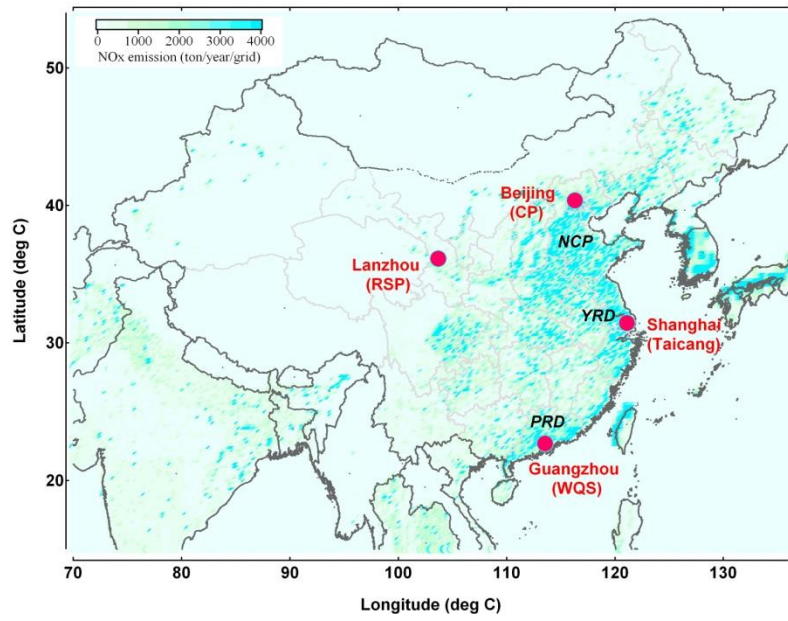 0 1000 2000 3000 4000
NOx emission (ton/year/grid)
50
40
30
20
Latitude (deg C)
Beijing
(CP)
NCP
Lanzhou
(RSP)
YRD
Shanghai
(Taicang)
PRD
Guangzhou
(WQS)
70 80 90 100 110 120 130
Longitude (deg C)